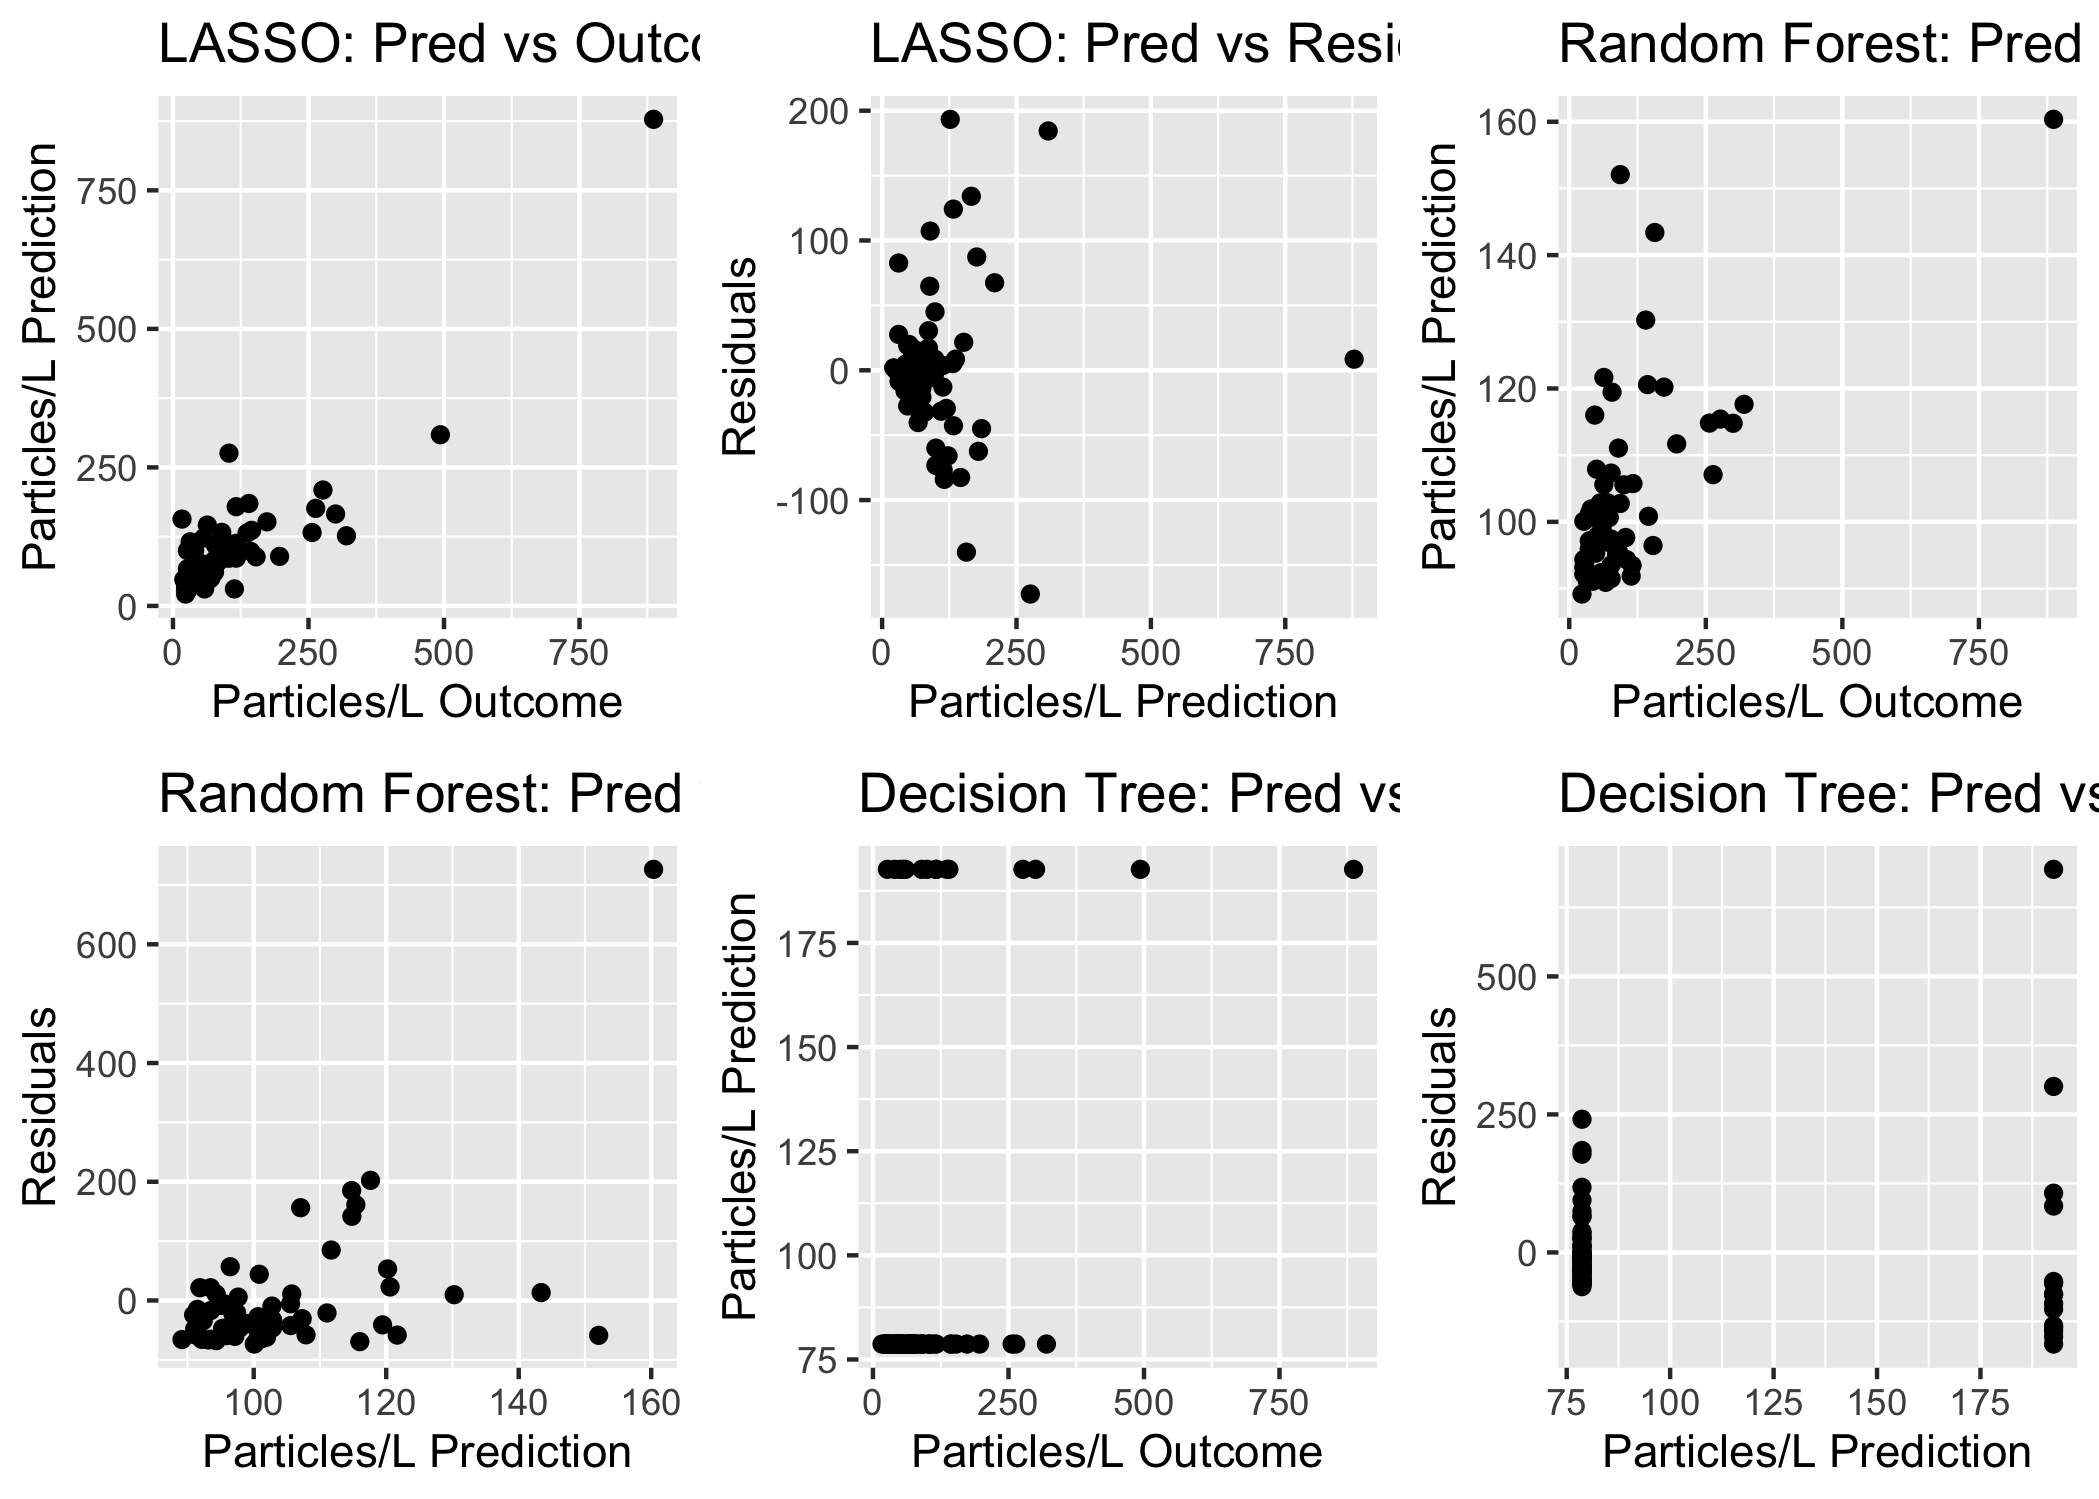 LASSO: Pred vs Outc
Particles/L Prediction
750
500
250
0
0 250 500 750
Particles/L Outcome
LASSO: Pred vs Resi
Residuals
200
100
0
-100
0 250 500 750
Particles/L Prediction
Random Forest: Pred
Particles/L Prediction
160
140
120
100
0 250 500 750
Particles/L Outcome
Random Forest: Pred
Residuals
600
400
200
0
100 120 140 160
Particles/L Prediction
Decision Tree: Pred vs
Particles/L Prediction
175
150
125
100
75
0 250 500 750
Particles/L Outcome
Decision Tree: Pred vs
Residuals
500
250
0
75 100 125 150 175
Particles/L Prediction